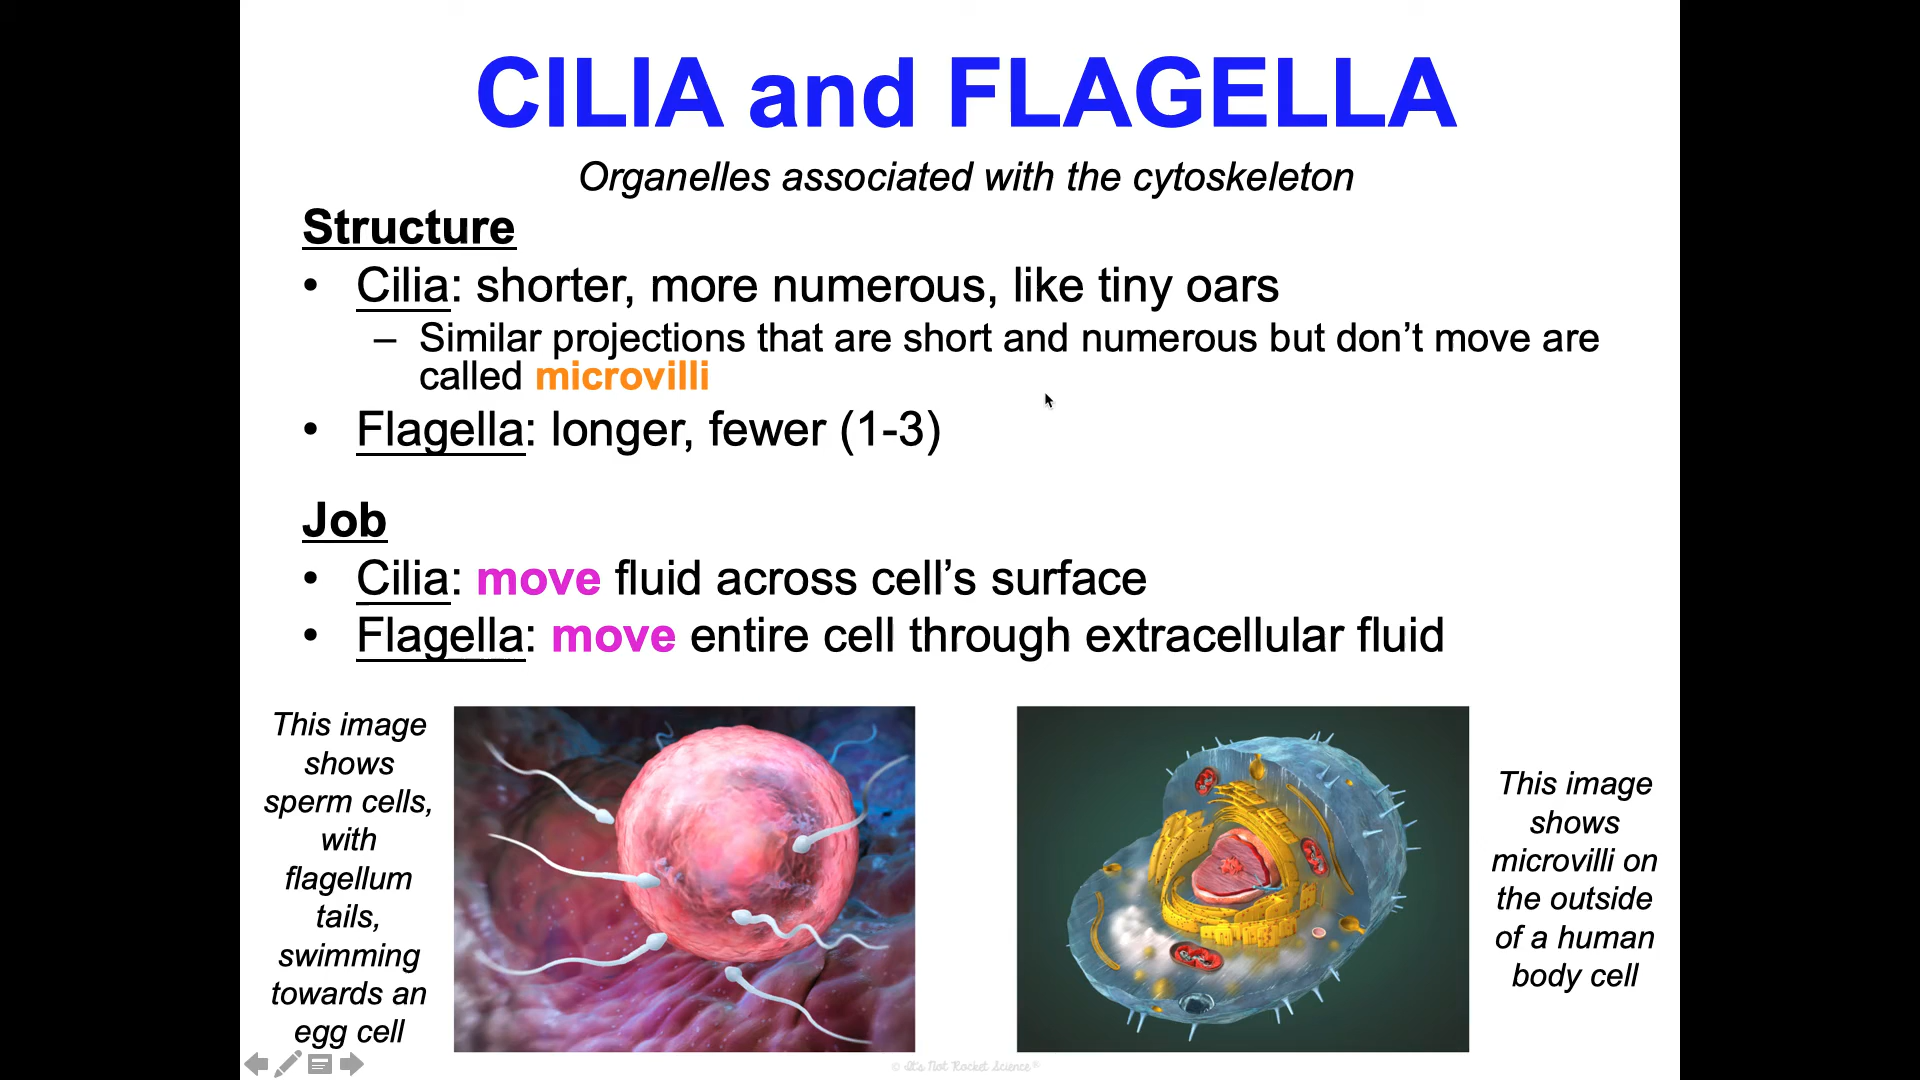 CILIA and FLAGELLA
Organelles associated with the cytoskeleton
Structure
• Cilia: shorter, more numerous, like tiny oars
– Similar projections that are short and numerous but don’t move are
called microvilli
• Flagella: longer, fewer (1-3)
Job
• Cilia: move fluid across cell’s surface
• Flagella: move entire cell through extracellular fluid
This image
shows
sperm cells,
with
flagellum
tails,
swimming
towards an
egg cell
This image
shows
microvilli on
the outside
of a human
body cell
© It's Not Rocket Science®